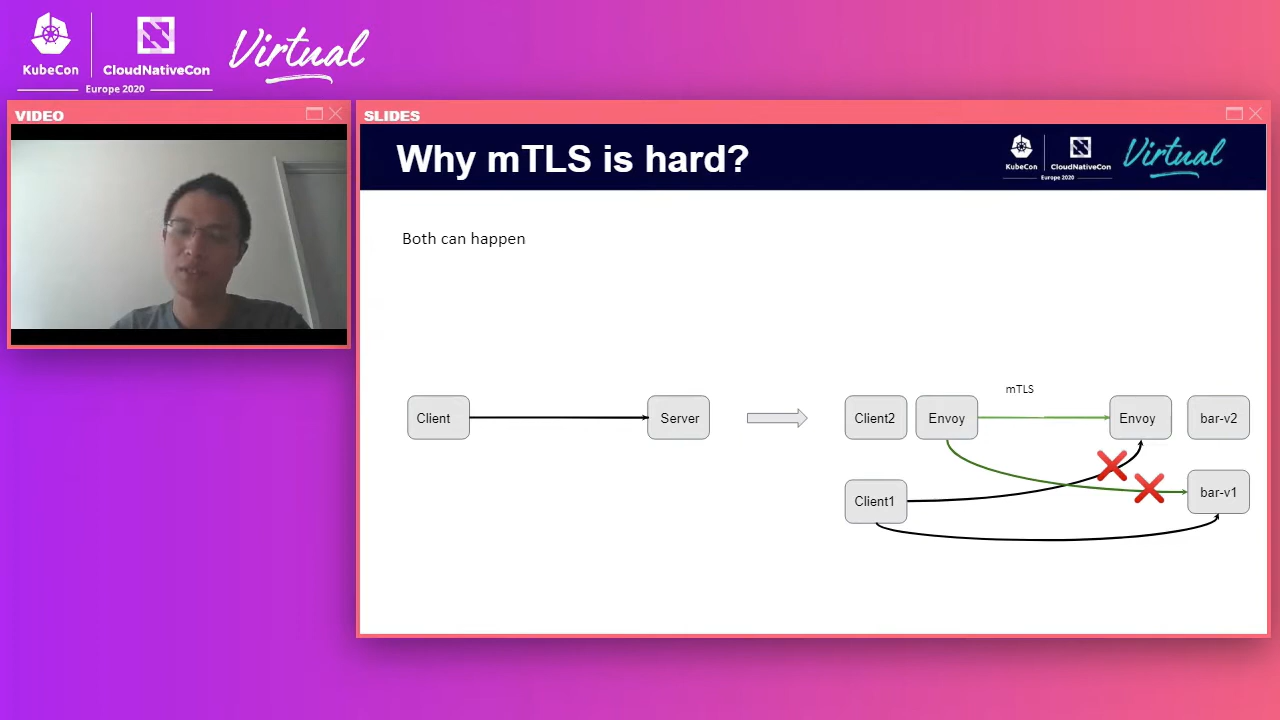 KubeCon
CloudNativeCon
Europe 2020
Virtual
VIDEO
SLIDES
Why mTLS is hard?
KubeCon
CloudNativeCon
Europe 2020
Virtual
Both can happen
mTLS
Client
Server
Client2
Envoy
Envoy
bar-v2
Client1
bar-v1